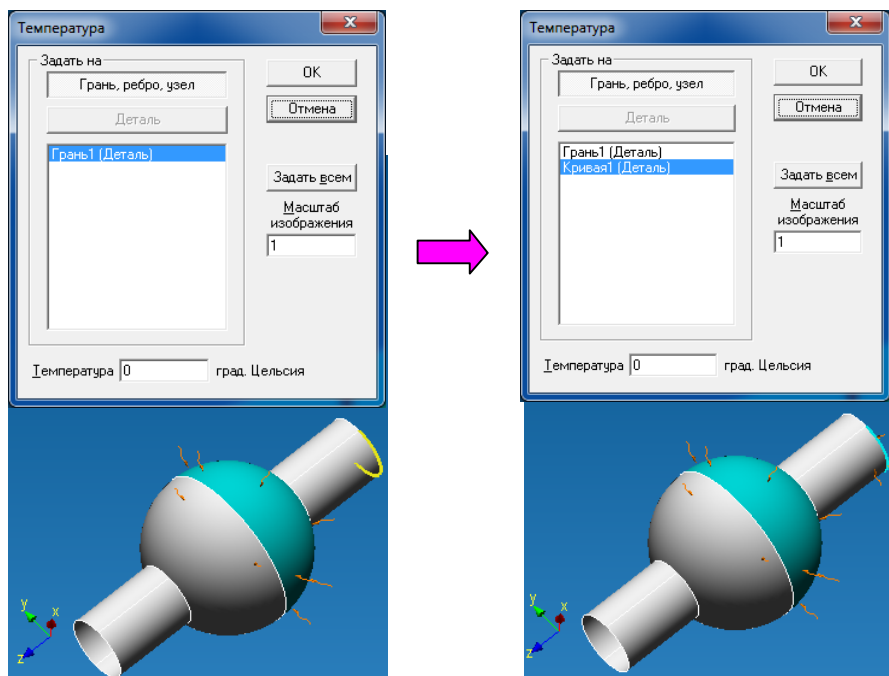 Температура
Задать на
Грань, ребро, узел
Деталь
Грань1 (Деталь)
OK
Отмена
Задать всем
Масштаб
изображения
1
Температура 0 град. Цельсия
y x
z
Температура
Задать на
Грань, ребро, узел
Деталь
Грань1 (Деталь)
Кривая1 (Деталь)
OK
Отмена
Задать всем
Масштаб
изображения
1
Температура 0 град. Цельсия
y x
z